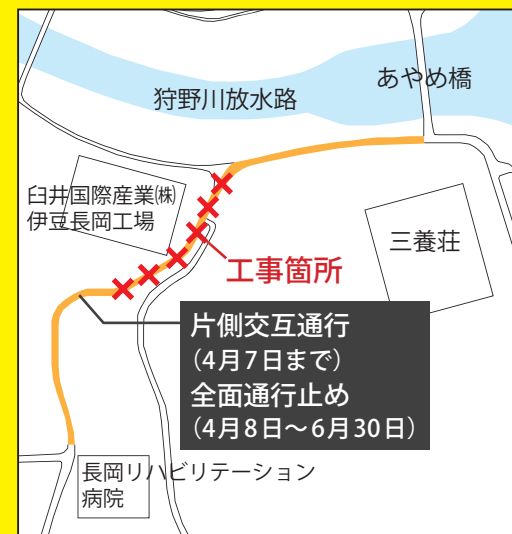 あやめ橋
狩野川放水路
臼井国際産業㈱
伊豆長岡工場
三養荘
工事箇所
片側交互通行
（4月7日まで）
全面通行止め
（4月8日〜6月30日）
長岡リハビリテーション
病院